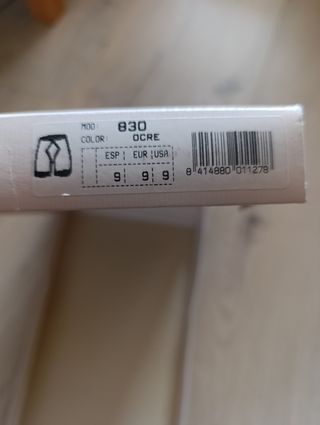 MOD: 830
COLOR: OCRE
ESP EUR USA
9 9 9
8 414880 011278